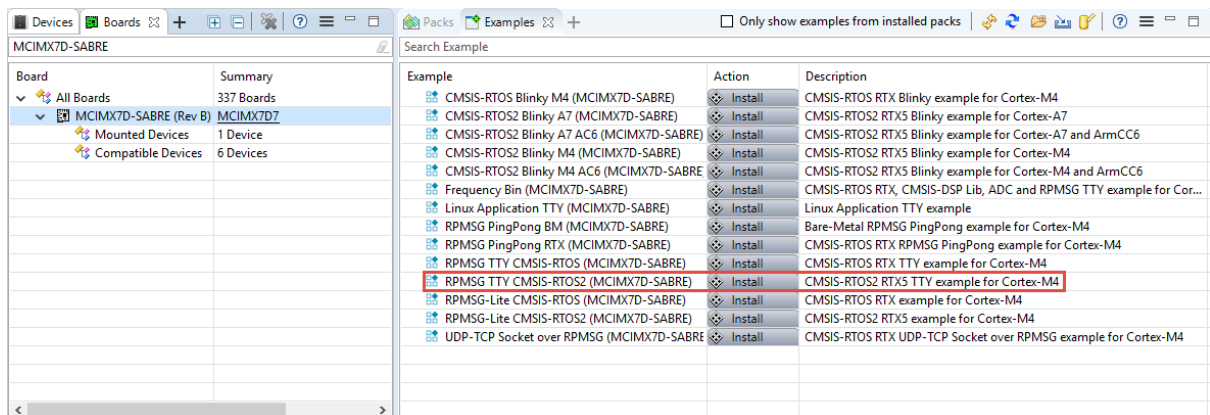 Devices Boards
MCIMX7D-SABRE
Board Summary
All Boards 337 Boards
MCIMX7D-SABRE (Rev B) MCIMX7D7
Mounted Devices 1 Device
Compatible Devices 6 Devices
Packs Examples Only show examples from installed packs
Search Example
Example Action Description
CMSIS-RTOS Blinky M4 (MCIMX7D-SABRE) Install CMSIS-RTOS RTX Blinky example for Cortex-M4
CMSIS-RTOS2 Blinky A7 (MCIMX7D-SABRE) Install CMSIS-RTOS2 RTX5 Blinky example for Cortex-A7
CMSIS-RTOS2 Blinky A7 AC6 (MCIMX7D-SABRE) Install CMSIS-RTOS2 RTX5 Blinky example for Cortex-A7 and ArmCC6
CMSIS-RTOS2 Blinky M4 (MCIMX7D-SABRE) Install CMSIS-RTOS2 RTX5 Blinky example for Cortex-M4
CMSIS-RTOS2 Blinky M4 AC6 (MCIMX7D-SABRE Install CMSIS-RTOS2 RTX5 Blinky example for Cortex-M4 and ArmCC6
Frequency Bin (MCIMX7D-SABRE) Install CMSIS-RTOS RTX, CMSIS-DSP Lib, ADC and RPMSG TTY example for Cor...
Linux Application TTY (MCIMX7D-SABRE) Install Linux Application TTY example
RPMSG PingPong BM (MCIMX7D-SABRE) Install Bare-Metal RPMSG PingPong example for Cortex-M4
RPMSG PingPong RTX (MCIMX7D-SABRE) Install CMSIS-RTOS RTX RPMSG PingPong example for Cortex-M4
RPMSG TTY CMSIS-RTOS (MCIMX7D-SABRE) Install CMSIS-RTOS RTX TTY example for Cortex-M4
RPMSG TTY CMSIS-RTOS2 (MCIMX7D-SABRE) Install CMSIS-RTOS2 RTX5 TTY example for Cortex-M4
RPMSG-Lite CMSIS-RTOS (MCIMX7D-SABRE) Install CMSIS-RTOS RTX example for Cortex-M4
RPMSG-Lite CMSIS-RTOS2 (MCIMX7D-SABRE) Install CMSIS-RTOS2 RTX5 example for Cortex-M4
UDP-TCP Socket over RPMSG (MCIMX7D-SABRE Install CMSIS-RTOS RTX UDP-TCP Socket over RPMSG example for Cortex-M4